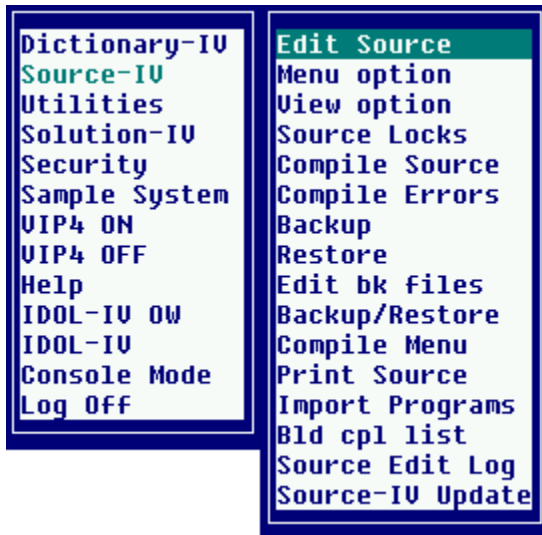 Dictionary-IV
Source-IV
Utilities
Solution-IV
Security
Sample System
VIP4 ON
VIP4 OFF
Help
IDOL-IV OW
IDOL-IV
Console Mode
Log Off
Edit Source
Menu option
View option
Source Locks
Compile Source
Compile Errors
Backup
Restore
Edit bk files
Backup/Restore
Compile Menu
Print Source
Import Programs
Bld cpl list
Source Edit Log
Source-IV Update